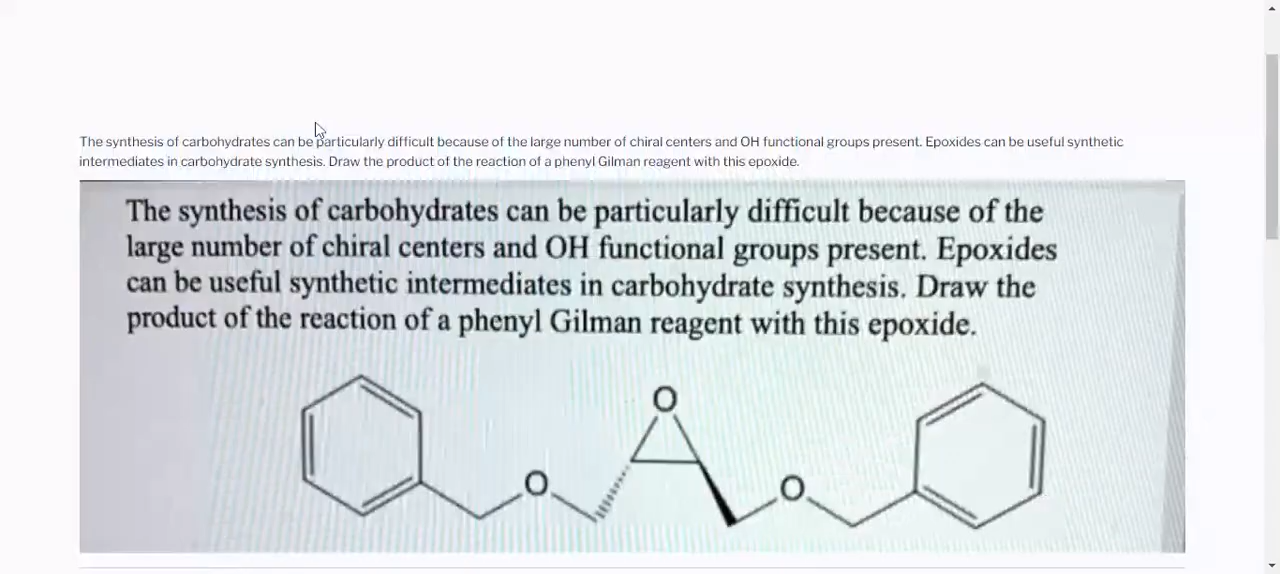 The synthesis of carbohydrates can be particularly difficult because of the large number of chiral centers and OH functional groups present. Epoxides can be useful synthetic
intermediates in carbohydrate synthesis. Draw the product of the reaction of a phenyl Gilman reagent with this epoxide.
The synthesis of carbohydrates can be particularly difficult because of the
large number of chiral centers and OH functional groups present. Epoxides
can be useful synthetic intermediates in carbohydrate synthesis. Draw the
product of the reaction of a phenyl Gilman reagent with this epoxide.
O
O
O